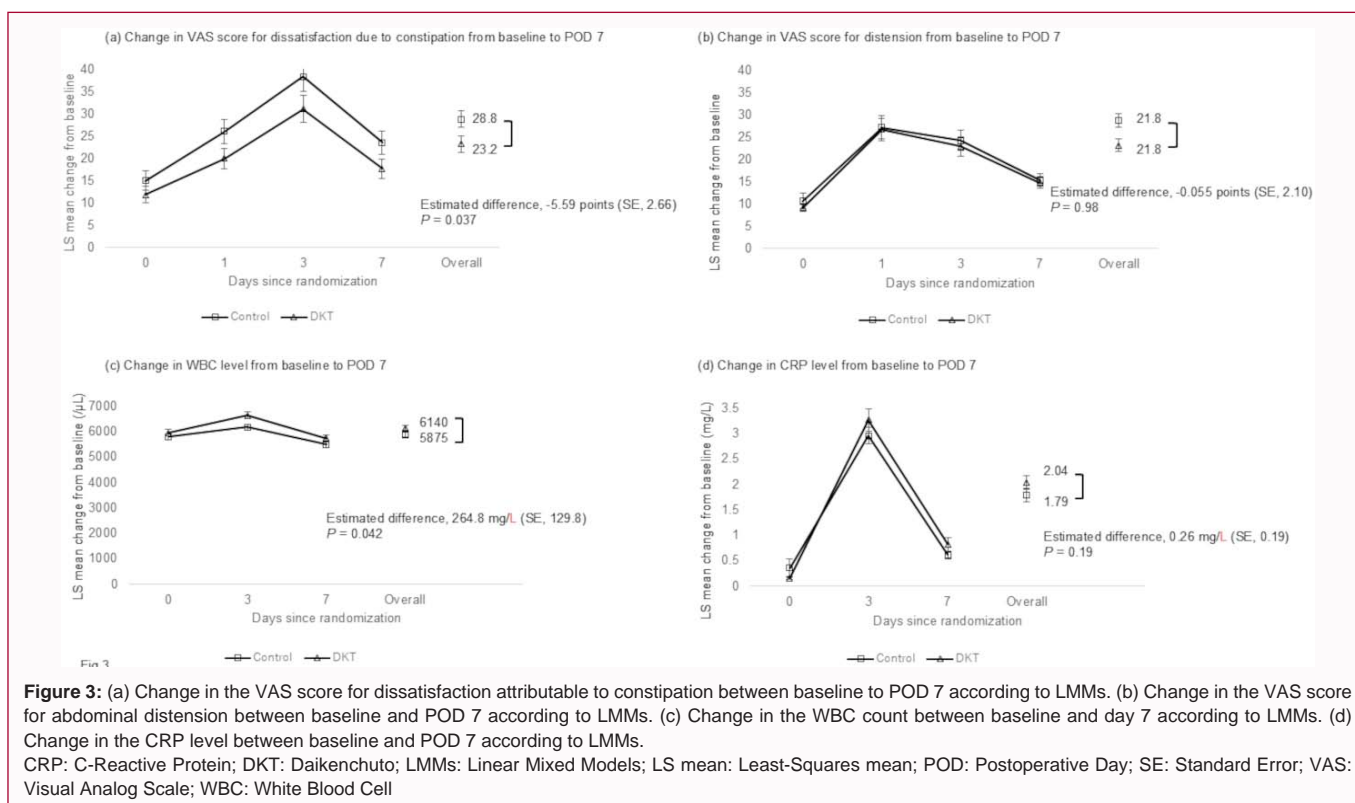 (a) Change in VAS score for dissatisfaction due to constipation from baseline to POD 7
LS mean change from baseline
40
35
30
25
20
15
10
5
0
0 1 3 7 Overall
Days since randomization
Control DKT
28.8
23.2
Estimated difference, -5.59 points (SE, 2.66)
P = 0.037
(b) Change in VAS score for distension from baseline to POD 7
LS mean change from baseline
40
35
30
25
20
15
10
5
0
0 1 3 7 Overall
Days since randomization
Control DKT
21.8
21.8
Estimated difference, -0.055 points (SE, 2.10)
P = 0.98
(c) Change in WBC level from baseline to POD 7
LS mean change from baseline (/μL)
7000
6000
5000
4000
3000
2000
1000
0
0 3 7 Overall
Days since randomization
Control DKT
6140
5875
Estimated difference, 264.8 mg/L (SE, 129.8)
P = 0.042
(d) Change in CRP level from baseline to POD 7
LS mean change from baseline (mg/L)
3.5
3
2.5
2
1.5
1
0.5
0
0 3 7 Overall
Days since randomization
Control DKT
2.04
1.79
Estimated difference, 0.26 mg/L (SE, 0.19)
P = 0.19
Fig 3
Figure 3: (a) Change in the VAS score for dissatisfaction attributable to constipation between baseline to POD 7 according to LMMs. (b) Change in the VAS score
for abdominal distension between baseline and POD 7 according to LMMs. (c) Change in the WBC count between baseline and day 7 according to LMMs. (d)
Change in the CRP level between baseline and POD 7 according to LMMs.
CRP: C-Reactive Protein; DKT: Daikenchuto; LMMs: Linear Mixed Models; LS mean: Least-Squares mean; POD: Postoperative Day; SE: Standard Error; VAS:
Visual Analog Scale; WBC: White Blood Cell